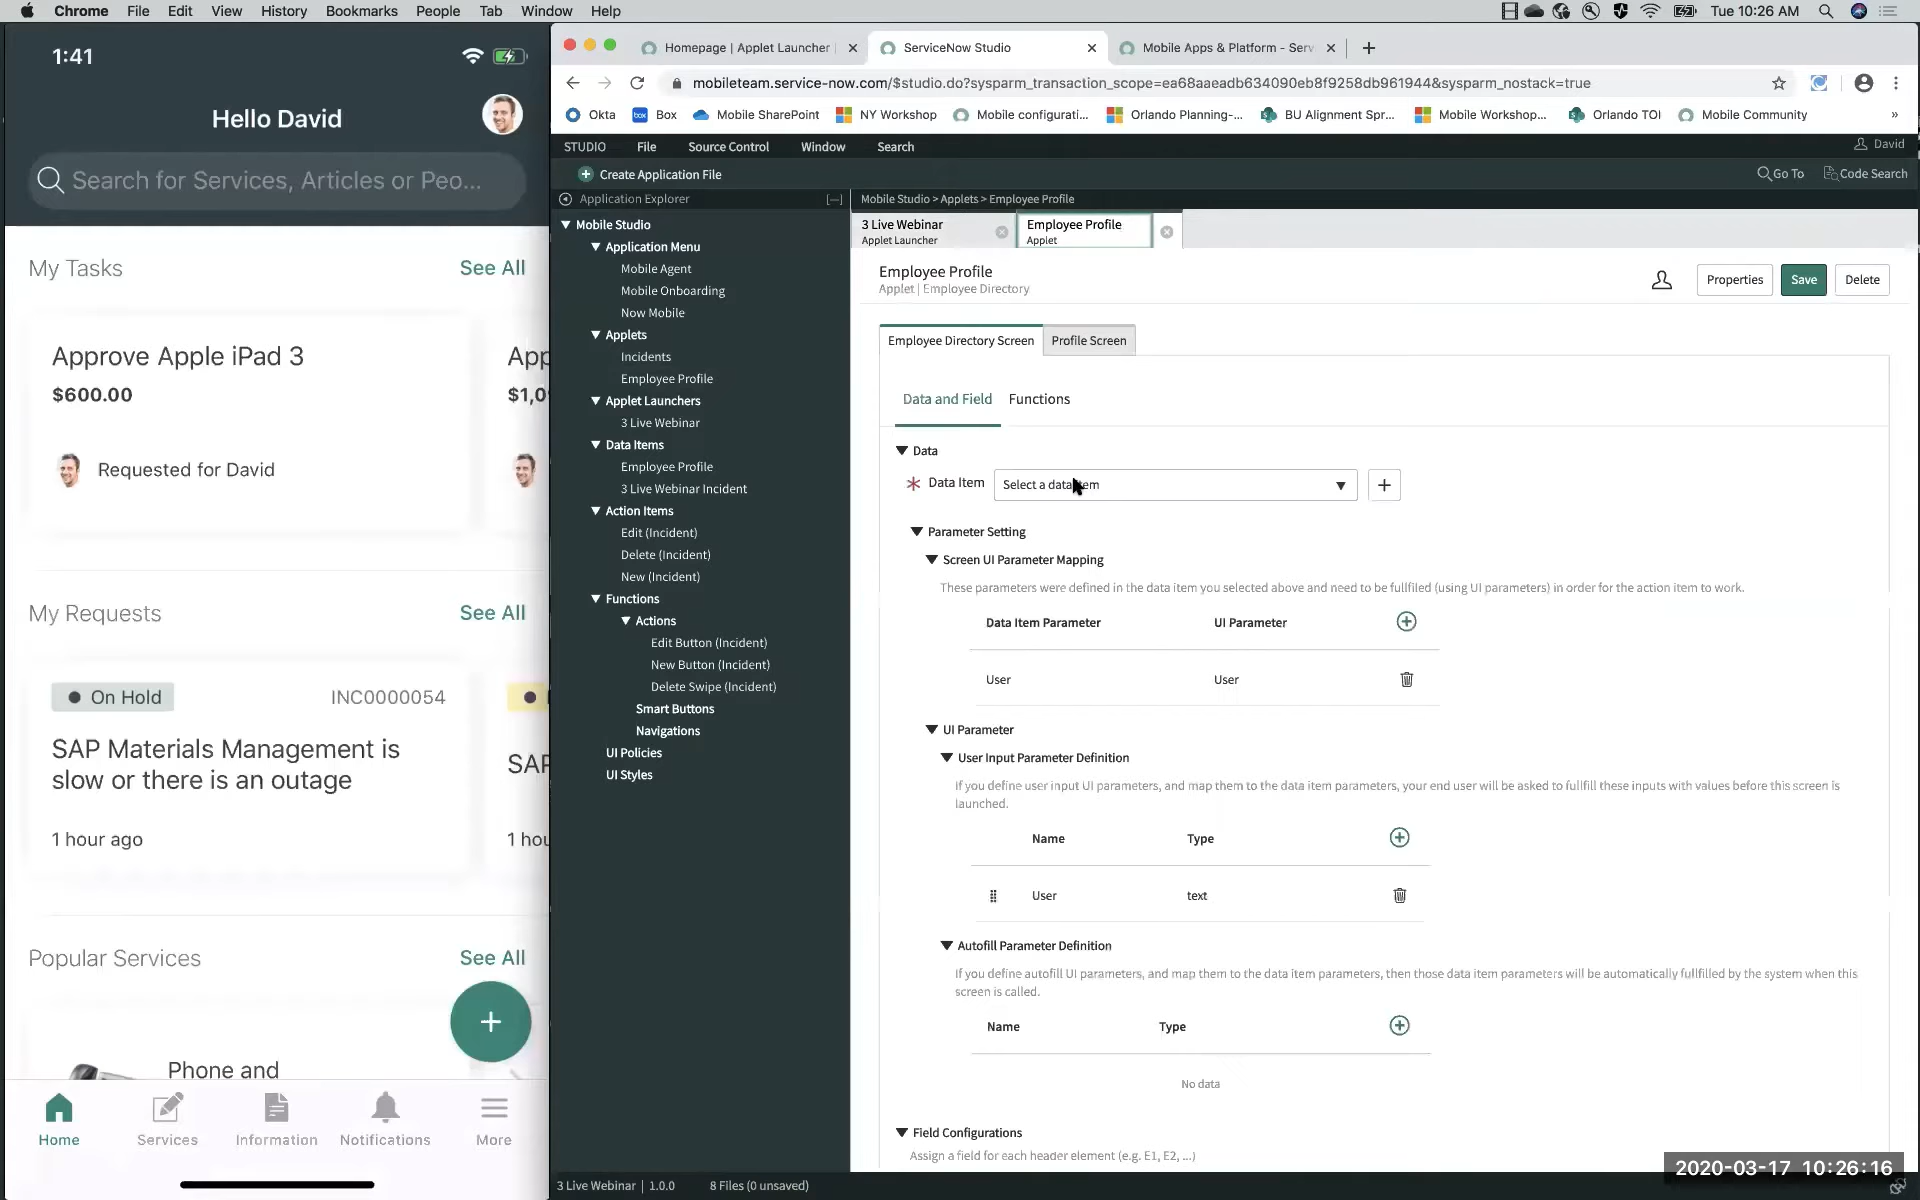 Chrome File Edit View History Bookmarks People Tab Window Help
Tue 10:26 AM
1:41
Hello David
Search for Services, Articles or Peo...
My Tasks
See All
Approve Apple iPad 3
$600.00
Requested for David
App
$1,0
My Requests
See All
On Hold
INC0000054
SAP Materials Management is
slow or there is an outage
1 hour ago
SAP
1 hou
Popular Services
See All
Phone and
Home
Services
Information
Notifications
More
Homepage | Applet Launcher
ServiceNow Studio
Mobile Apps & Platform - Serv
mobileteam.service-now.com/$studio.do?sysparm_transaction_scope=ea68aaeadb634090eb8f9258db961944&sysparm_nostack=true
Okta
box
Box
Mobile SharePoint
NY Workshop
Mobile configurati...
Orlando Planning-...
BU Alignment Spr...
Mobile Workshop...
Orlando TOI
Mobile Community
»
STUDIO File Source Control Window Search
David
Create Application File
Go To
Code Search
Application Explorer
[—]
Mobile Studio
Application Menu
Mobile Agent
Mobile Onboarding
Now Mobile
Applets
Incidents
Employee Profile
Applet Launchers
3 Live Webinar
Data Items
Employee Profile
3 Live Webinar Incident
Action Items
Edit (Incident)
Delete (Incident)
New (Incident)
Functions
Actions
Edit Button (Incident)
New Button (Incident)
Delete Swipe (Incident)
Smart Buttons
Navigations
UI Policies
UI Styles
Mobile Studio > Applets > Employee Profile
3 Live Webinar
Applet Launcher
Employee Profile
Applet
Employee Profile
Applet | Employee Directory
Properties
Save
Delete
Employee Directory Screen
Profile Screen
Data and Field
Functions
Data
Data Item
Select a data item
Parameter Setting
Screen UI Parameter Mapping
These parameters were defined in the data item you selected above and need to be fullfiled (using UI parameters) in order for the action item to work.
Data Item Parameter
UI Parameter
User
User
UI Parameter
User Input Parameter Definition
If you define user input UI parameters, and map them to the data item parameters, your end user will be asked to fullfill these inputs with values before this screen is
launched.
Name
Type
User
text
Autofill Parameter Definition
If you define autofill UI parameters, and map them to the data item parameters, then those data item parameters will be automatically fullfilled by the system when this
screen is called.
Name
Type
No data
Field Configurations
Assign a field for each header element (e.g. E1, E2, ...)
3 Live Webinar | 1.0.0
8 Files (0 unsaved)
2020-03-17 10:26:16